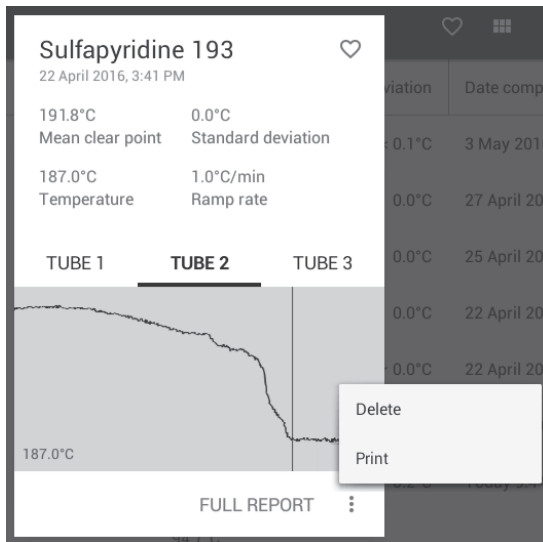 Sulfapyridine 193
22 April 2016, 3:41 PM
191.8°C 0.0°C
Mean clear point Standard deviation
187.0°C 1.0°C/min
Temperature Ramp rate
TUBE 1 TUBE 2 TUBE 3
187.0°C
FULL REPORT
Delete
Print
viation Date comp
0.1°C 3 May 201
0.0°C 27 April 20
0.0°C 25 April 20
0.0°C 22 April 20
0.0°C 22 April 20